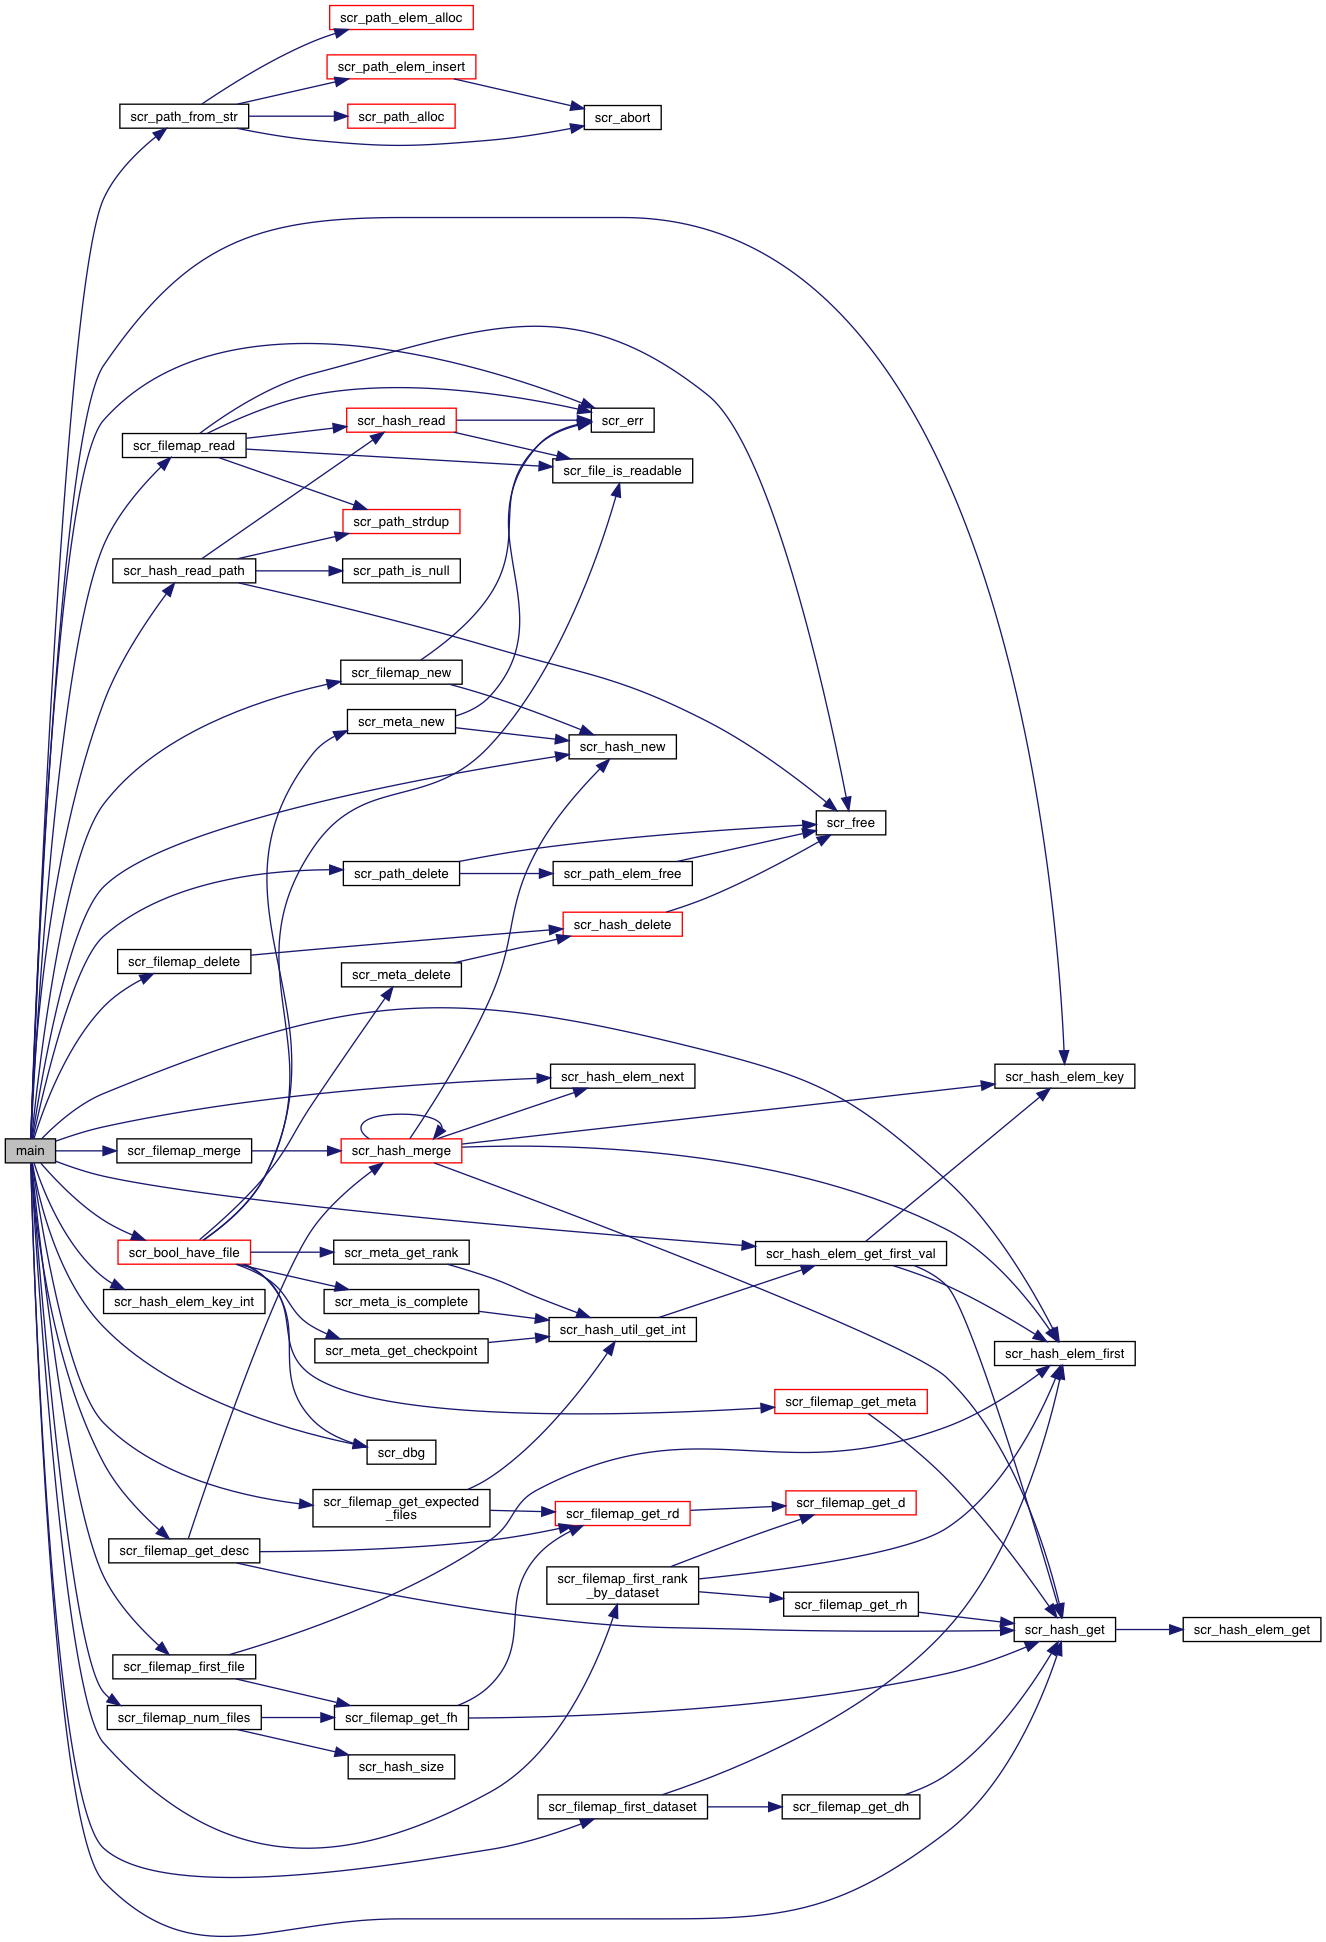 scr_path_elem_alloc
scr_path_elem_insert
scr_path_from_str
scr_path_alloc
scr_abort
scr_hash_read
scr_err
scr_filemap_read
scr_file_is_readable
scr_path_strdup
scr_hash_read_path
scr_path_is_null
scr_filemap_new
scr_meta_new
scr_hash_new
scr_free
scr_path_delete
scr_path_elem_free
scr_hash_delete
scr_filemap_delete
scr_meta_delete
scr_hash_elem_next
scr_hash_elem_key
main
scr_filemap_merge
scr_hash_merge
scr_bool_have_file
scr_meta_get_rank
scr_hash_elem_get_first_val
scr_hash_elem_key_int
scr_meta_is_complete
scr_hash_util_get_int
scr_meta_get_checkpoint
scr_hash_elem_first
scr_filemap_get_meta
scr_dbg
scr_filemap_get_expected
_files
scr_filemap_get_rd
scr_filemap_get_d
scr_filemap_get_desc
scr_filemap_first_rank
_by_dataset
scr_filemap_get_rh
scr_hash_get
scr_hash_elem_get
scr_filemap_first_file
scr_filemap_num_files
scr_filemap_get_fh
scr_hash_size
scr_filemap_first_dataset
scr_filemap_get_dh